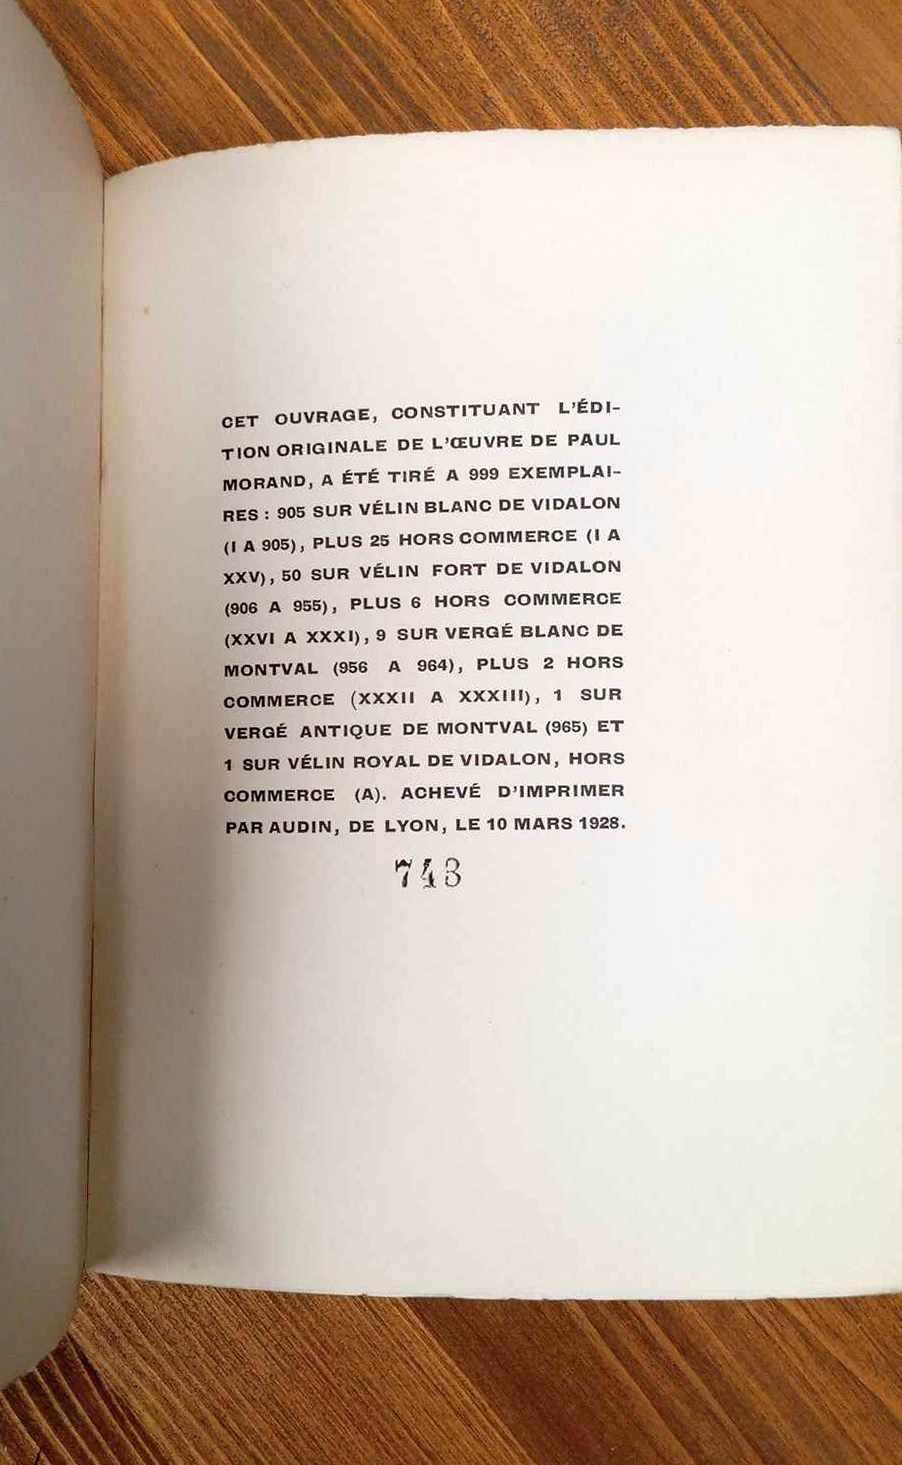 CET OUVRAGE, CONSTITUANT L'ÉDI-
TION ORIGINALE DE L'ŒUVRE DE PAUL
MORAND, A ÉTÉ TIRÉ A 999 EXEMPLAI-
RES : 905 SUR VÉLIN BLANC DE VIDALON
(I A 905), PLUS 25 HORS COMMERCE (I A
XXV), 50 SUR VÉLIN FORT DE VIDALON
(906 A 955), PLUS 6 HORS COMMERCE
(XXVI A XXXI), 9 SUR VERGÉ BLANC DE
MONTVAL (956 A 964), PLUS 2 HORS
COMMERCE (XXXII A XXXIII), 1 SUR
VERGÉ ANTIQUE DE MONTVAL (965) ET
1 SUR VÉLIN ROYAL DE VIDALON, HORS
COMMERCE (A). ACHEVÉ D'IMPRIMER
PAR AUDIN, DE LYON, LE 10 MARS 1928.
743